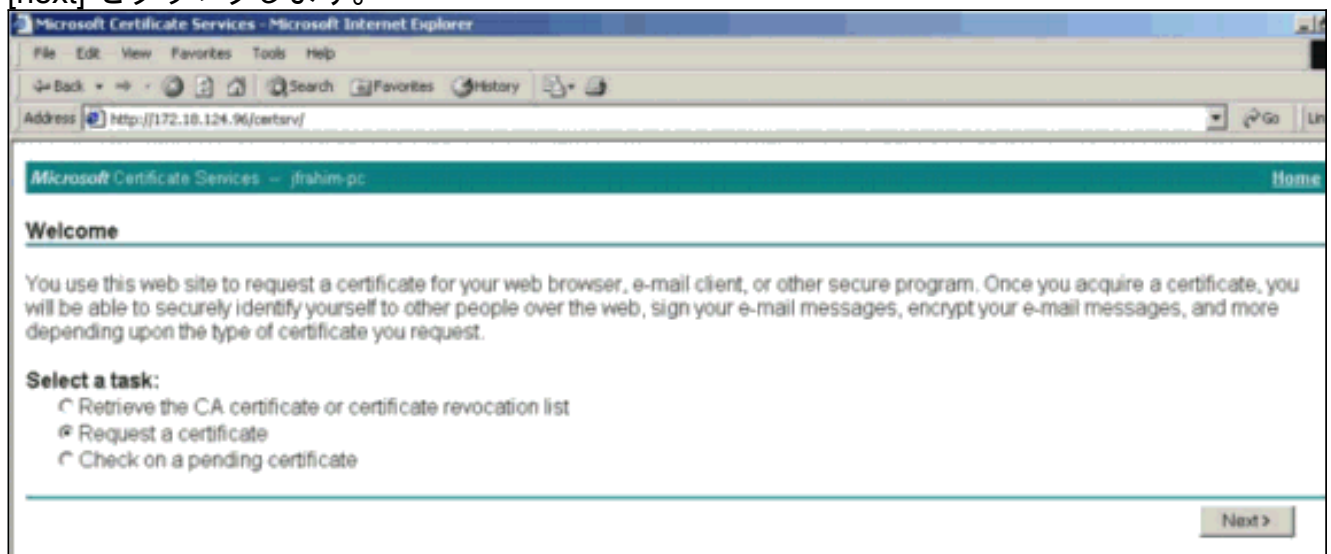 [next] をクリックします。
Microsoft Certificate Services - Microsoft Internet Explorer
File Edit View Favorites Tools Help
Back Search Favorites History
Address http://172.18.124.96/certsrv/ Go
Microsoft Certificate Services -- jfrahim-pc Home
Welcome
You use this web site to request a certificate for your web browser, e-mail client, or other secure program. Once you acquire a certificate, you
will be able to securely identify yourself to other people over the web, sign your e-mail messages, encrypt your e-mail messages, and more
depending upon the type of certificate you request.
Select a task:
Retrieve the CA certificate or certificate revocation list
Request a certificate
Check on a pending certificate
Next >